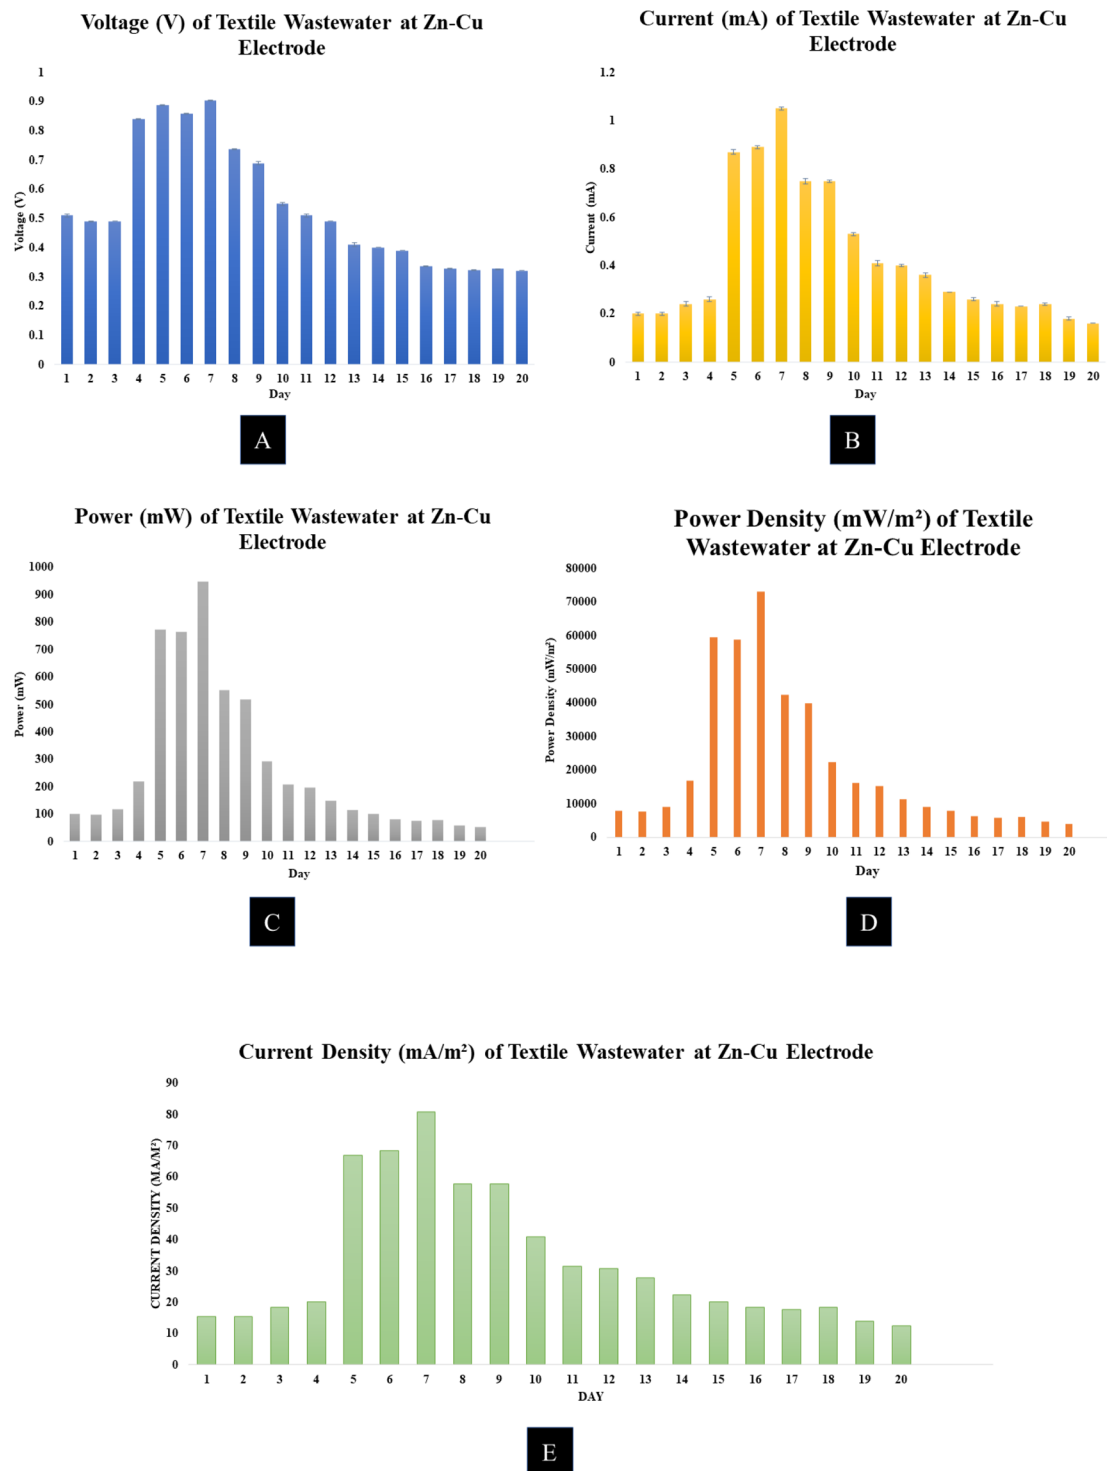 Voltage (V) of Textile Wastewater at Zn-Cu
Electrode
1
0.9
0.8
0.7
0.6
0.5
0.4
0.3
0.2
0.1
0
Voltage (V)
1 2 3 4 5 6 7 8 9 10 11 12 13 14 15 16 17 18 19 20
Day
A
Current (mA) of Textile Wastewater at Zn-Cu
Electrode
1.2
1
0.8
0.6
0.4
0.2
0
Current (mA)
1 2 3 4 5 6 7 8 9 10 11 12 13 14 15 16 17 18 19 20
Day
B
Power (mW) of Textile Wastewater at Zn-Cu
Electrode
1000
900
800
700
600
500
400
300
200
100
0
Power (mW)
1 2 3 4 5 6 7 8 9 10 11 12 13 14 15 16 17 18 19 20
Day
C
Power Density (mW/m²) of Textile
Wastewater at Zn-Cu Electrode
80000
70000
60000
50000
40000
30000
20000
10000
0
Power Density (mW/m²)
1 2 3 4 5 6 7 8 9 10 11 12 13 14 15 16 17 18 19 20
Day
D
Current Density (mA/m²) of Textile Wastewater at Zn-Cu Electrode
90
80
70
60
50
40
30
20
10
0
CURRENT DENSITY (MA/M²)
1 2 3 4 5 6 7 8 9 10 11 12 13 14 15 16 17 18 19 20
DAY
E